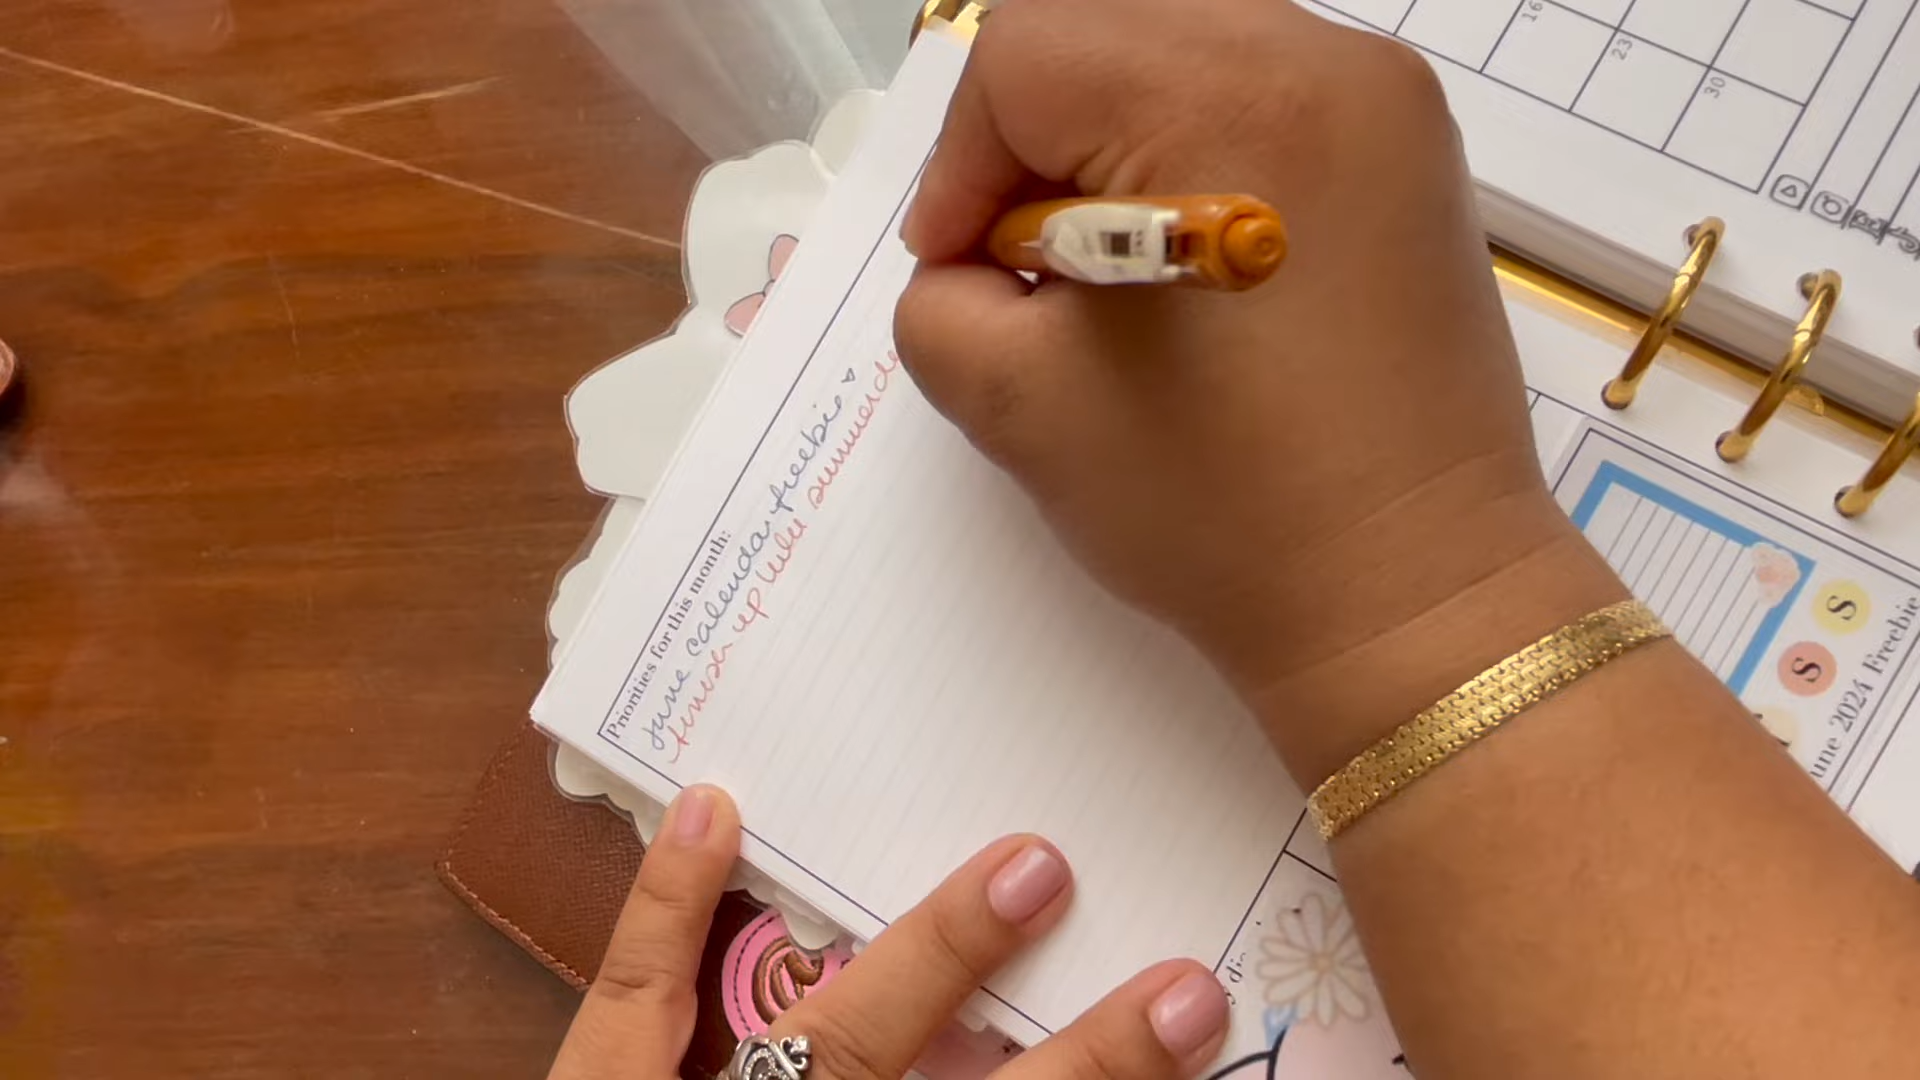 Priorities for this month:
June calendar freebie
finish up lulu summer
16
23
30
S
S
June 2024 Freebie